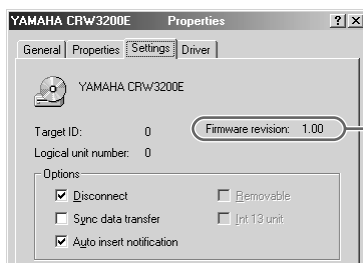 YAMAHA CRW3200E Properties ? ×
General Properties Settings Driver
YAMAHA CRW3200E
Target ID: 0 Firmware revision: 1.00
Logical unit number: 0
Options
Disconnect Removable
Sync data transfer Int 13 unit
Auto insert notification